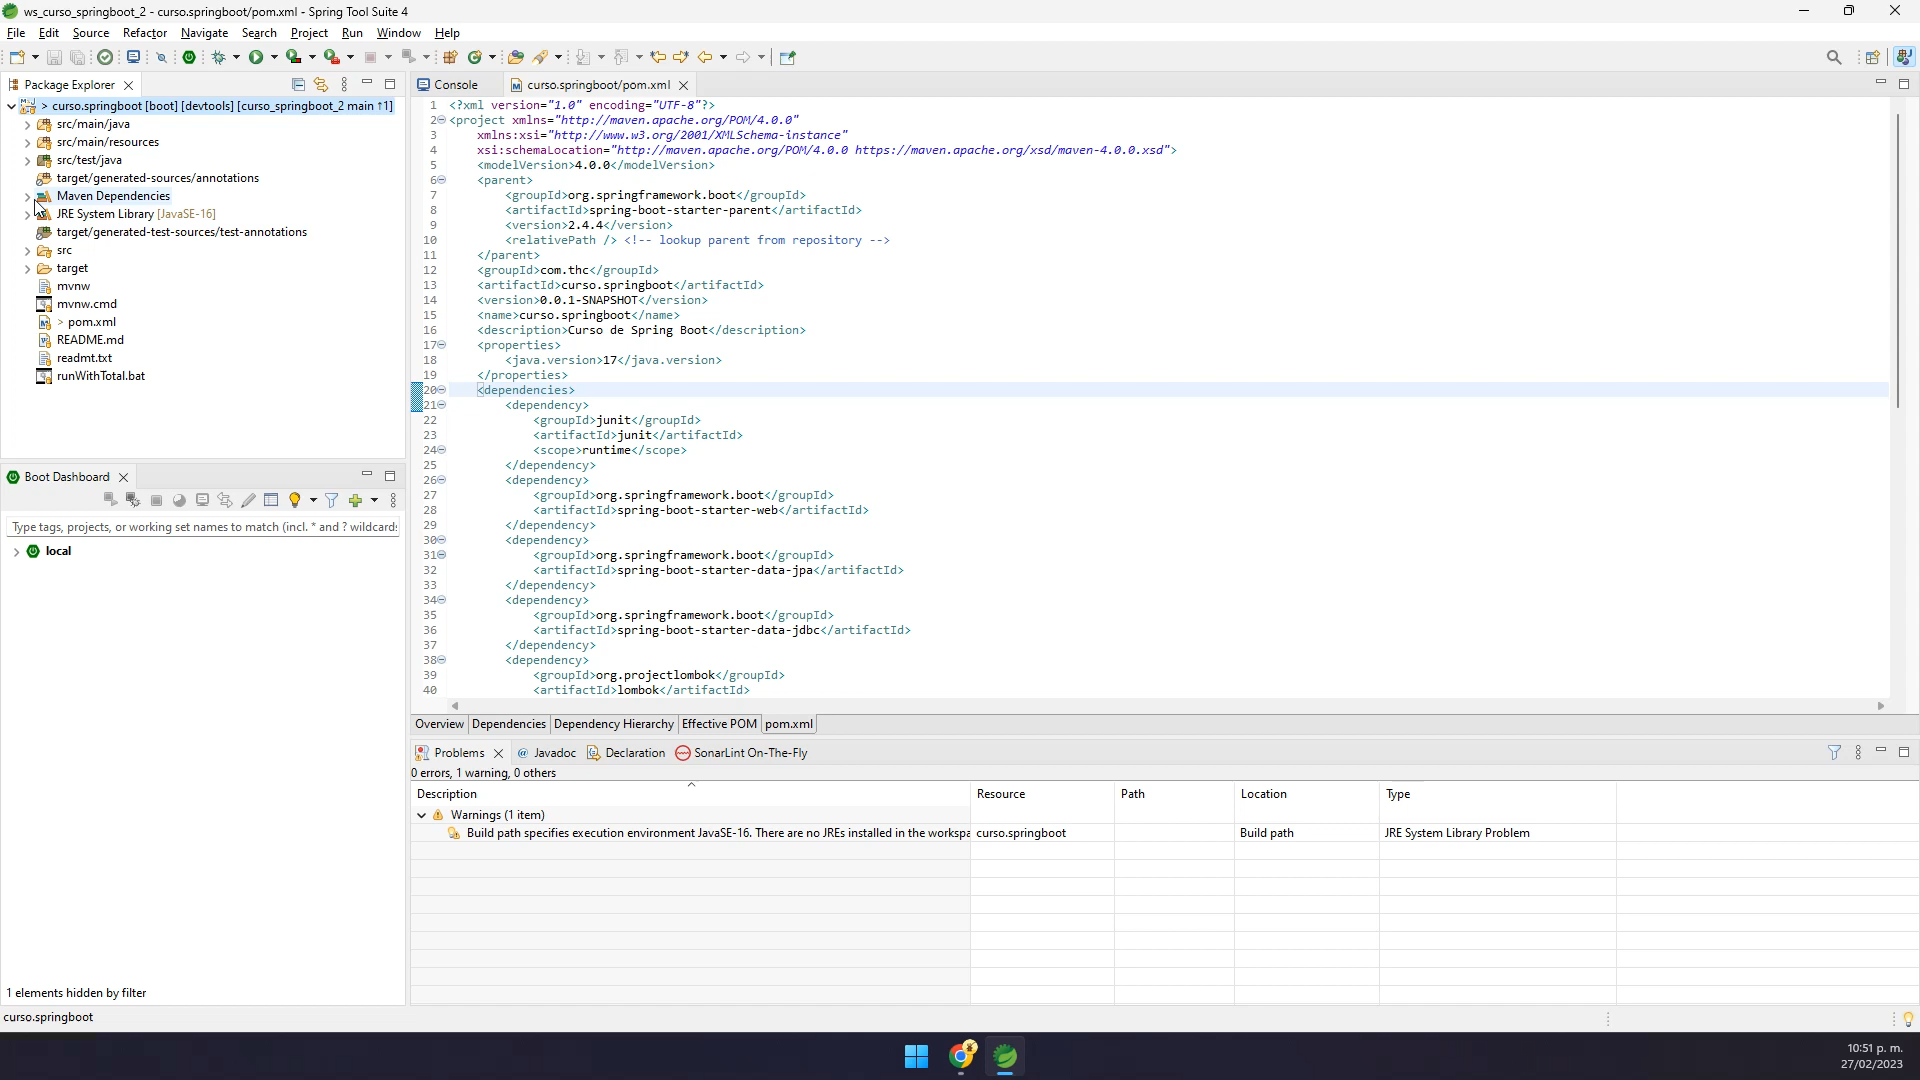 ws_curso_springboot_2 - curso.springboot/pom.xml - Spring Tool Suite 4
File Edit Source Refactor Navigate Search Project Run Window Help
Package Explorer
> curso.springboot [boot] [devtools] [curso_springboot_2 main ↑1]
src/main/java
src/main/resources
src/test/java
target/generated-sources/annotations
Maven Dependencies
JRE System Library [JavaSE-16]
target/generated-test-sources/test-annotations
src
target
mvnw
mvnw.cmd
> pom.xml
README.md
readmt.txt
runWithTotal.bat
Boot Dashboard
Type tags, projects, or working set names to match (incl. * and ? wildcards
local
1 elements hidden by filter
curso.springboot
Console curso.springboot/pom.xml
1 <?xml version="1.0" encoding="UTF-8"?>
2 <project xmlns="http://maven.apache.org/POM/4.0.0"
3 xmlns:xsi="http://www.w3.org/2001/XMLSchema-instance"
4 xsi:schemaLocation="http://maven.apache.org/POM/4.0.0 https://maven.apache.org/xsd/maven-4.0.0.xsd">
5 <modelVersion>4.0.0</modelVersion>
6 <parent>
7 <groupId>org.springframework.boot</groupId>
8 <artifactId>spring-boot-starter-parent</artifactId>
9 <version>2.4.4</version>
10 <relativePath /> <!-- lookup parent from repository -->
11 </parent>
12 <groupId>com.thc</groupId>
13 <artifactId>curso.springboot</artifactId>
14 <version>0.0.1-SNAPSHOT</version>
15 <name>curso.springboot</name>
16 <description>Curso de Spring Boot</description>
17 <properties>
18 <java.version>17</java.version>
19 </properties>
20 <dependencies>
21 <dependency>
22 <groupId>junit</groupId>
23 <artifactId>junit</artifactId>
24 <scope>runtime</scope>
25 </dependency>
26 <dependency>
27 <groupId>org.springframework.boot</groupId>
28 <artifactId>spring-boot-starter-web</artifactId>
29 </dependency>
30 <dependency>
31 <groupId>org.springframework.boot</groupId>
32 <artifactId>spring-boot-starter-data-jpa</artifactId>
33 </dependency>
34 <dependency>
35 <groupId>org.springframework.boot</groupId>
36 <artifactId>spring-boot-starter-data-jdbc</artifactId>
37 </dependency>
38 <dependency>
39 <groupId>org.projectlombok</groupId>
40 <artifactId>lombok</artifactId>
Overview Dependencies Dependency Hierarchy Effective POM pom.xml
Problems @ Javadoc Declaration SonarLint On-The-Fly
0 errors, 1 warning, 0 others
Description Resource Path Location Type
Warnings (1 item)
Build path specifies execution environment JavaSE-16. There are no JREs installed in the workspa curso.springboot Build path JRE System Library Problem
10:51 p. m.
27/02/2023